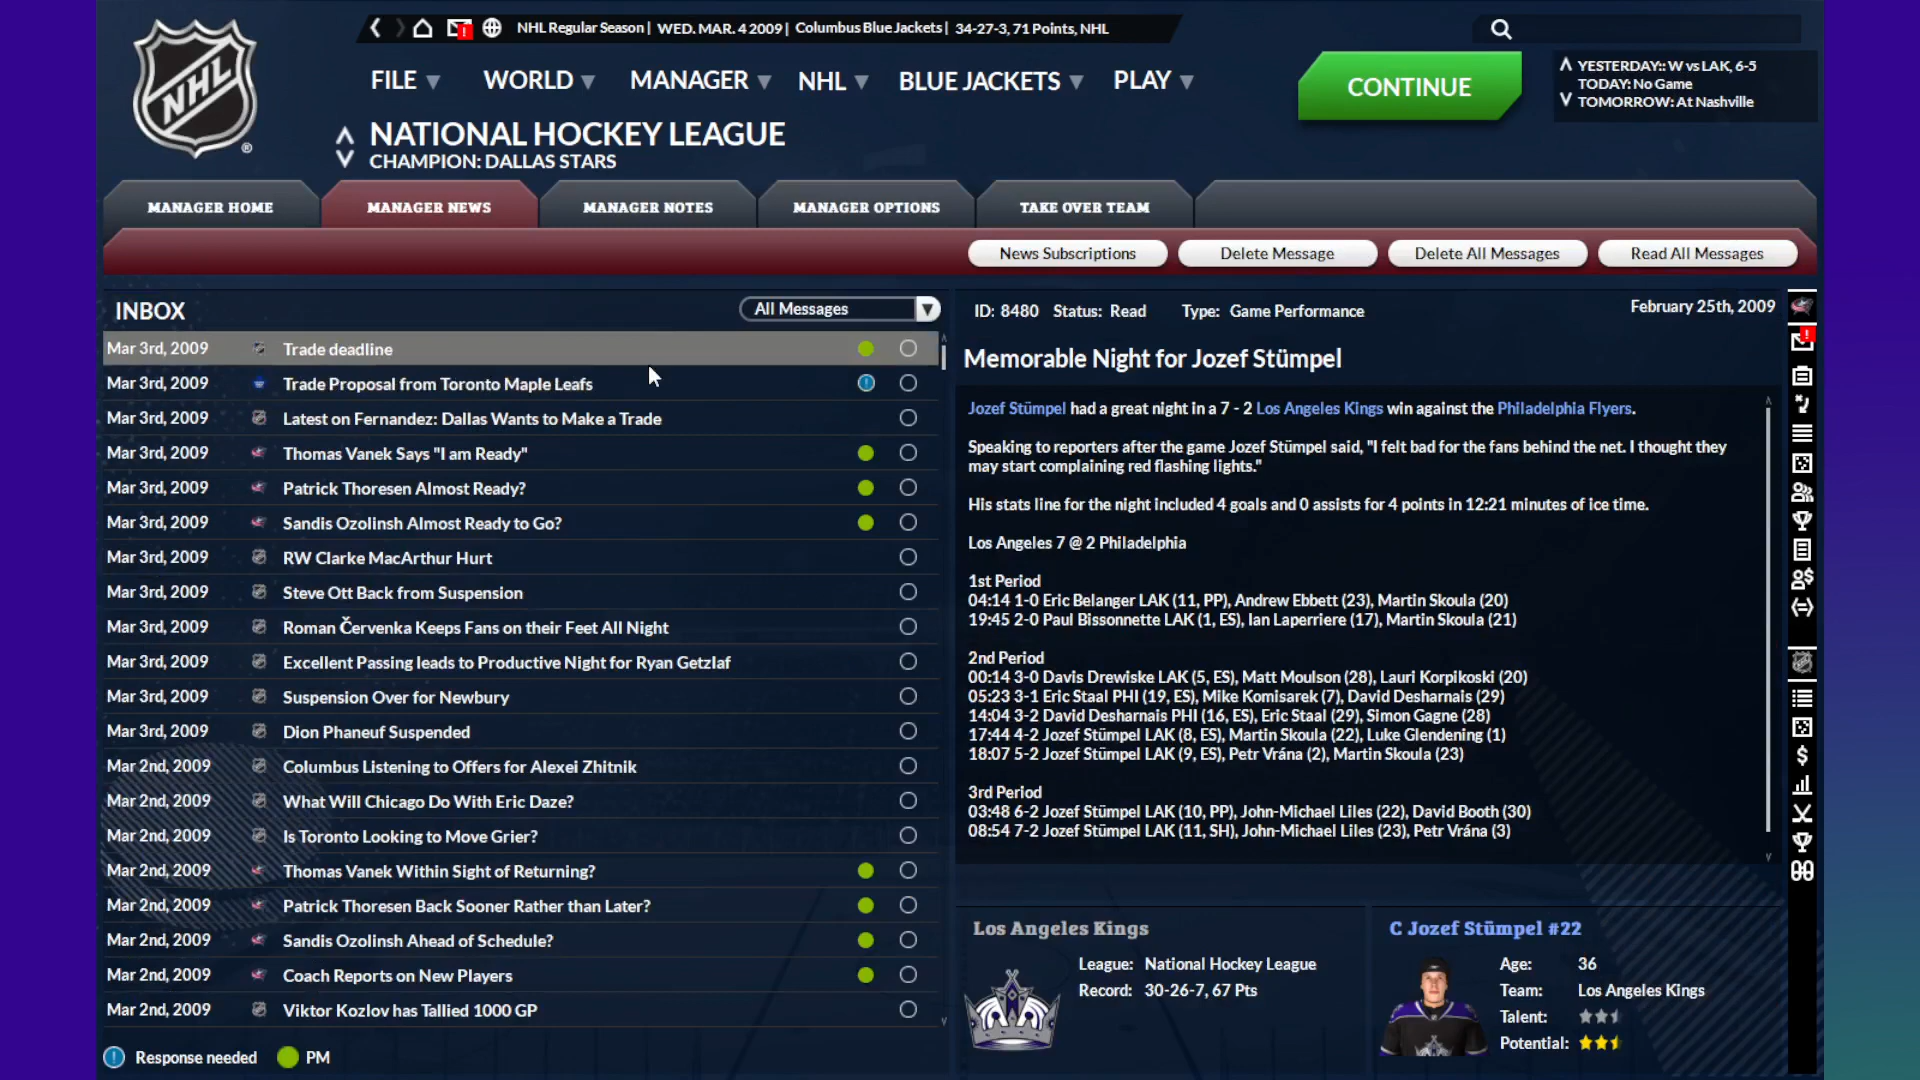 NHL Regular Season | WED. MAR. 4 2009 | Columbus Blue Jackets | 34-27-3, 71 Points, NHL
FILE WORLD MANAGER NHL BLUE JACKETS PLAY
CONTINUE
YESTERDAY:: W vs LAK, 6-5
TODAY: No Game
TOMORROW: At Nashville
NHL
NATIONAL HOCKEY LEAGUE
CHAMPION: DALLAS STARS
MANAGER HOME MANAGER NEWS MANAGER NOTES MANAGER OPTIONS TAKE OVER TEAM
News Subscriptions Delete Message Delete All Messages Read All Messages
INBOX All Messages
Mar 3rd, 2009 Trade deadline
Mar 3rd, 2009 Trade Proposal from Toronto Maple Leafs
Mar 3rd, 2009 Latest on Fernandez: Dallas Wants to Make a Trade
Mar 3rd, 2009 Thomas Vanek Says "I am Ready"
Mar 3rd, 2009 Patrick Thoresen Almost Ready?
Mar 3rd, 2009 Sandis Ozolinsh Almost Ready to Go?
Mar 3rd, 2009 RW Clarke MacArthur Hurt
Mar 3rd, 2009 Steve Ott Back from Suspension
Mar 3rd, 2009 Roman Červenka Keeps Fans on their Feet All Night
Mar 3rd, 2009 Excellent Passing leads to Productive Night for Ryan Getzlaf
Mar 3rd, 2009 Suspension Over for Newbury
Mar 3rd, 2009 Dion Phaneuf Suspended
Mar 2nd, 2009 Columbus Listening to Offers for Alexei Zhitnik
Mar 2nd, 2009 What Will Chicago Do With Eric Daze?
Mar 2nd, 2009 Is Toronto Looking to Move Grier?
Mar 2nd, 2009 Thomas Vanek Within Sight of Returning?
Mar 2nd, 2009 Patrick Thoresen Back Sooner Rather than Later?
Mar 2nd, 2009 Sandis Ozolinsh Ahead of Schedule?
Mar 2nd, 2009 Coach Reports on New Players
Mar 2nd, 2009 Viktor Kozlov has Tallied 1000 GP
Response needed PM
ID: 8480 Status: Read Type: Game Performance February 25th, 2009
Memorable Night for Jozef Stümpel
Jozef Stümpel had a great night in a 7 - 2 Los Angeles Kings win against the Philadelphia Flyers.
Speaking to reporters after the game Jozef Stümpel said, "I felt bad for the fans behind the net. I thought they
may start complaining red flashing lights."
His stats line for the night included 4 goals and 0 assists for 4 points in 12:21 minutes of ice time.
Los Angeles 7 @ 2 Philadelphia
1st Period
04:14 1-0 Eric Belanger LAK (11, PP), Andrew Ebbett (23), Martin Skoula (20)
19:45 2-0 Paul Bissonnette LAK (1, ES), Ian Laperriere (17), Martin Skoula (21)
2nd Period
00:14 3-0 Davis Drewiske LAK (5, ES), Matt Moulson (28), Lauri Korpikoski (20)
05:23 3-1 Eric Staal PHI (19, ES), Mike Komisarek (7), David Desharnais (29)
14:04 3-2 David Desharnais PHI (16, ES), Eric Staal (29), Simon Gagne (28)
17:44 4-2 Jozef Stümpel LAK (8, ES), Martin Skoula (22), Luke Glendening (1)
18:07 5-2 Jozef Stümpel LAK (9, ES), Petr Vrána (2), Martin Skoula (23)
3rd Period
03:48 6-2 Jozef Stümpel LAK (10, PP), John-Michael Liles (22), David Booth (30)
08:54 7-2 Jozef Stümpel LAK (11, SH), John-Michael Liles (23), Petr Vrána (3)
Los Angeles Kings
League: National Hockey League
Record: 30-26-7, 67 Pts
C Jozef Stümpel #22
Age: 36
Team: Los Angeles Kings
Talent:
Potential: